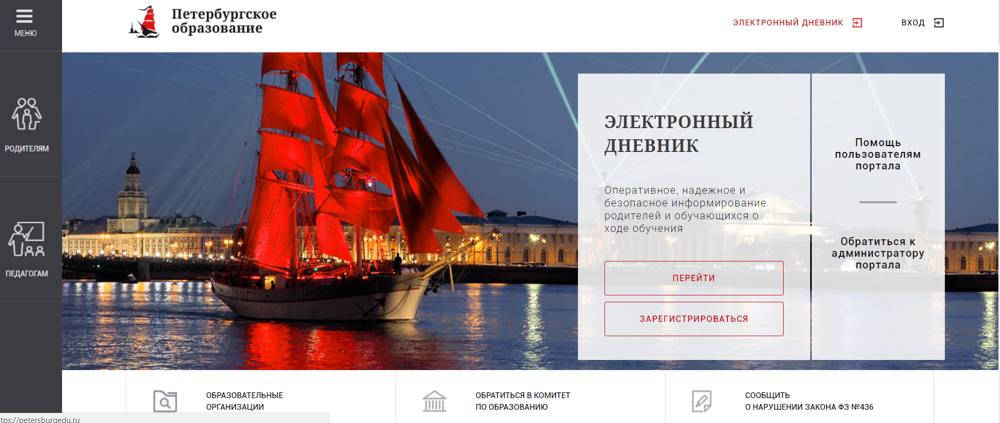 МЕНЮ
РОДИТЕЛЯМ
ПЕДАГОГАМ
Петербургское
образование
ЭЛЕКТРОННЫЙ ДНЕВНИК
ВХОД
ЭЛЕКТРОННЫЙ
ДНЕВНИК
Оперативное, надежное и
безопасное информирование
родителей и обучающихся о
ходе обучения
ПЕРЕЙТИ
ЗАРЕГИСТРИРОВАТЬСЯ
Помощь
пользователям
портала
Обратиться к
администратору
портала
ОБРАЗОВАТЕЛЬНЫЕ
ОРГАНИЗАЦИИ
ОБРАТИТЬСЯ В КОМИТЕТ
ПО ОБРАЗОВАНИЮ
СООБЩИТЬ
О НАРУШЕНИИ ЗАКОНА ФЗ №436
tps://petersburgedu.ru